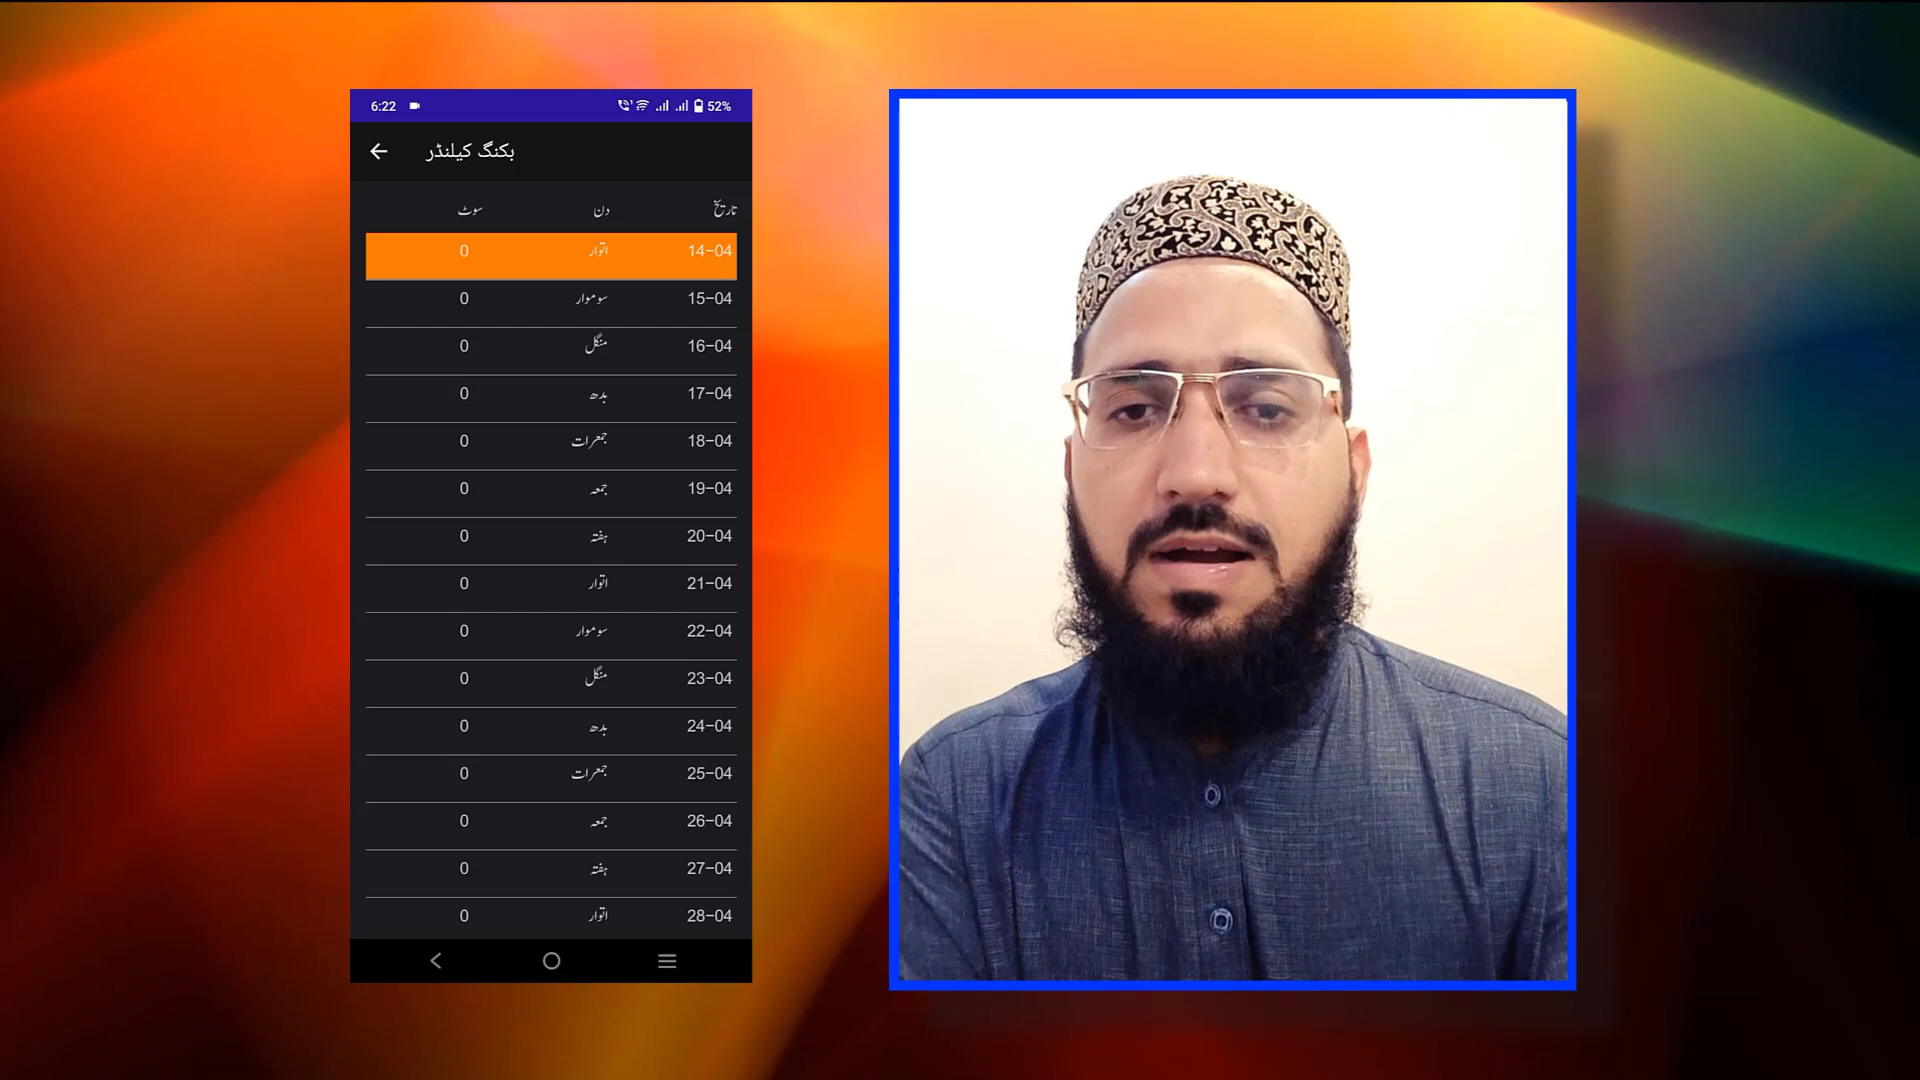 6:22 52%
بکنگ کیلنڈر
تاریخ دن سوٹ
14-04 اتوار 0
15-04 سوموار 0
16-04 منگل 0
17-04 بدھ 0
18-04 جمعرات 0
19-04 جمعہ 0
20-04 ہفتہ 0
21-04 اتوار 0
22-04 سوموار 0
23-04 منگل 0
24-04 بدھ 0
25-04 جمعرات 0
26-04 جمعہ 0
27-04 ہفتہ 0
28-04 اتوار 0